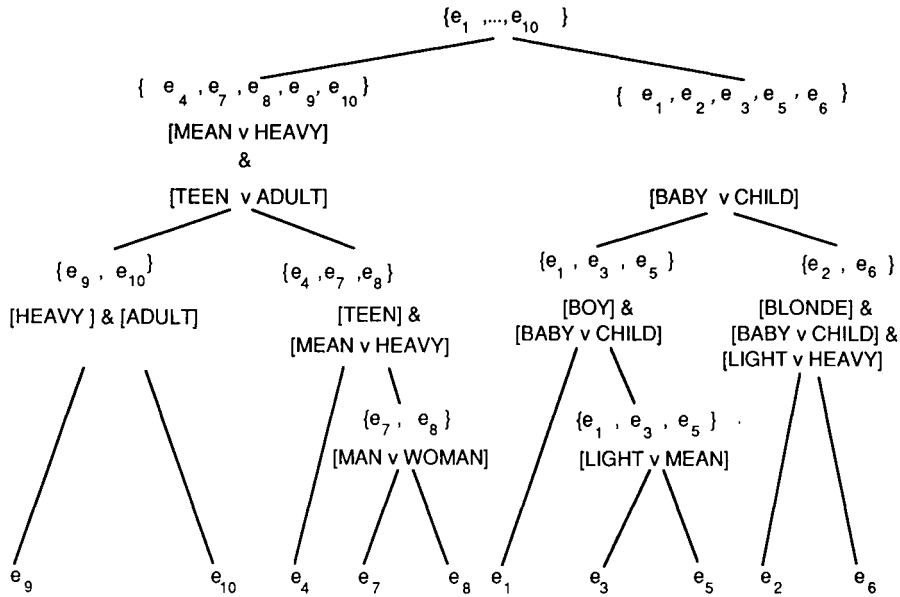 {e1 ,...,e10 }
{ e4 ,e7 ,e8 ,e9 ,e10}
{ e1 ,e2 ,e3 ,e5 , e6 }
[MEAN v HEAVY]
&
[TEEN v ADULT]
[BABY v CHILD]
{e9 , e10}
{e4 ,e7 ,e8}
{e1 , e3 , e5 }
{e2 , e6 }
[HEAVY ] & [ADULT]
[TEEN] &
[MEAN v HEAVY]
[BOY] &
[BABY v CHILD]
[BLONDE] &
[BABY v CHILD] &
[LIGHT v HEAVY]
{e7 , e8 }
[MAN v WOMAN]
{e1 , e3 , e5 }
[LIGHT v MEAN]
e9 e10 e4 e7 e8 e1 e3 e5 e2 e6